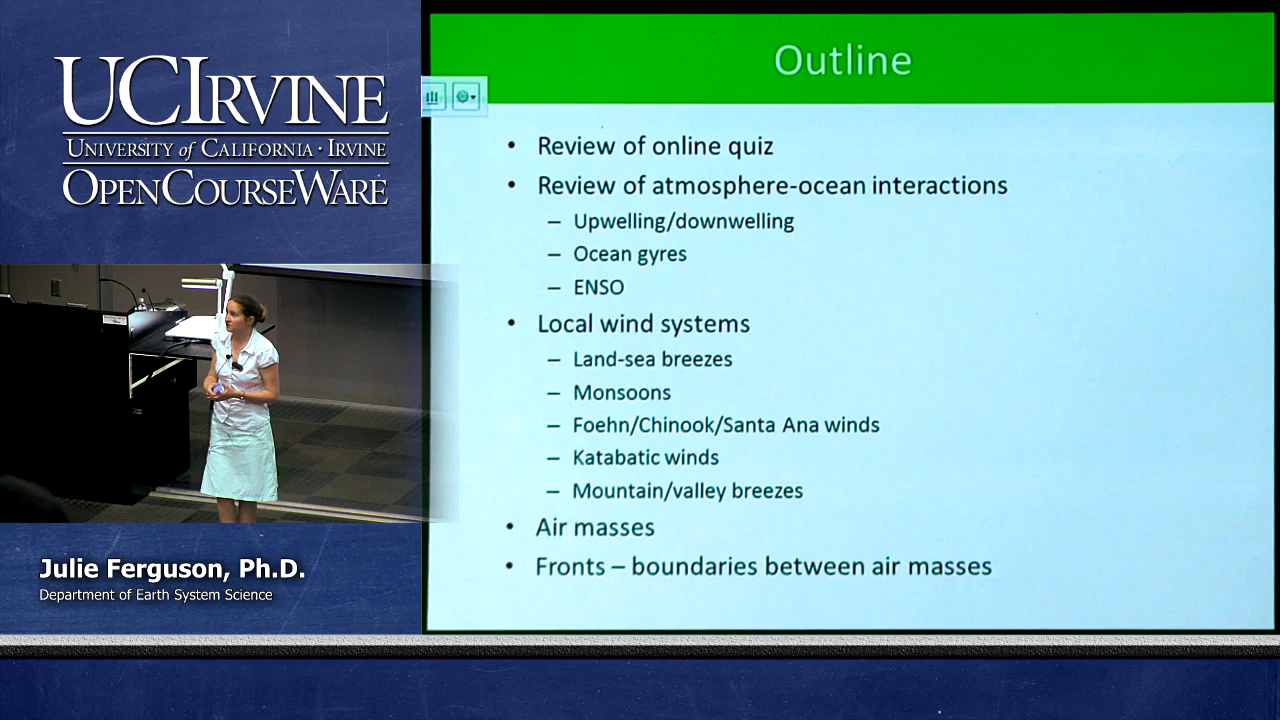 UCIRVINE
UNIVERSITY of CALIFORNIA · IRVINE
OPENCOURSEWARE
Julie Ferguson, Ph.D.
Department of Earth System Science
Outline
• Review of online quiz
• Review of atmosphere-ocean interactions
– Upwelling/downwelling
– Ocean gyres
– ENSO
• Local wind systems
– Land-sea breezes
– Monsoons
– Foehn/Chinook/Santa Ana winds
– Katabatic winds
– Mountain/valley breezes
• Air masses
• Fronts – boundaries between air masses